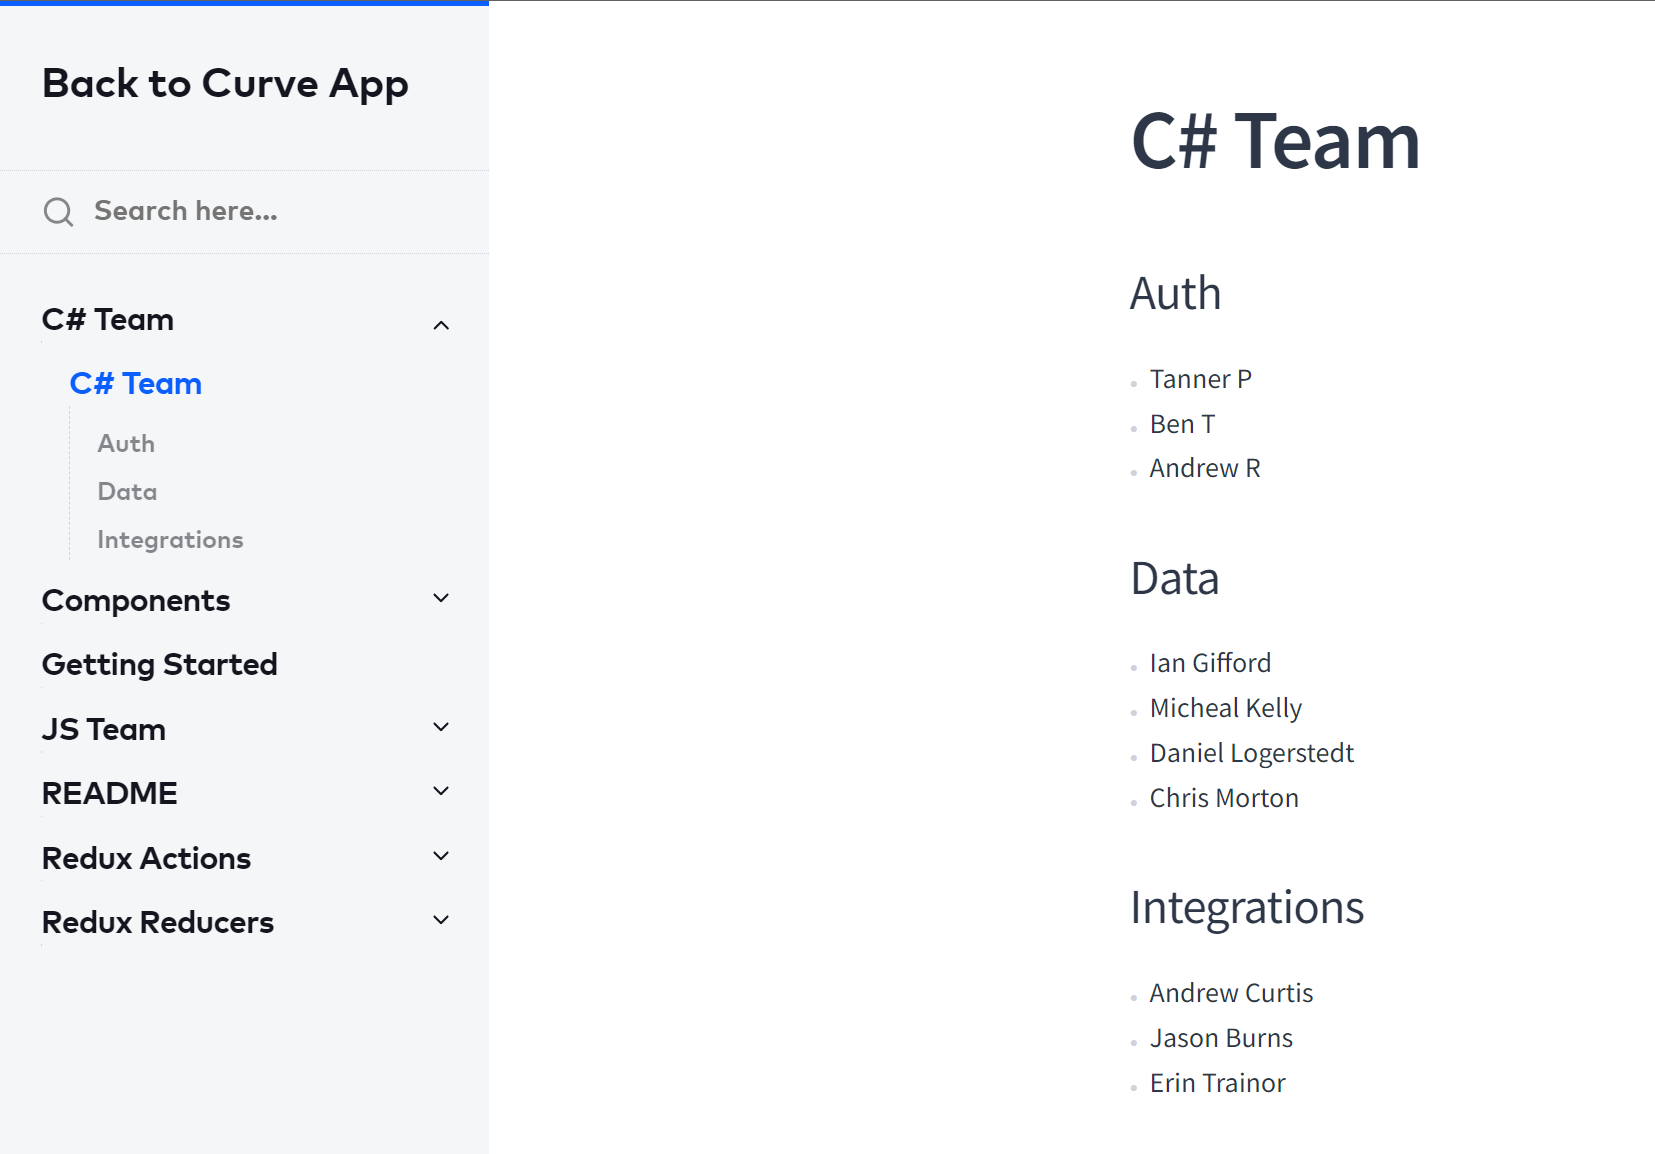 Back to Curve App
Search here...
C# Team
C# Team
Auth
Data
Integrations
Components
Getting Started
JS Team
README
Redux Actions
Redux Reducers
C# Team
Auth
Tanner P
Ben T
Andrew R
Data
Ian Gifford
Micheal Kelly
Daniel Logerstedt
Chris Morton
Integrations
Andrew Curtis
Jason Burns
Erin Trainor